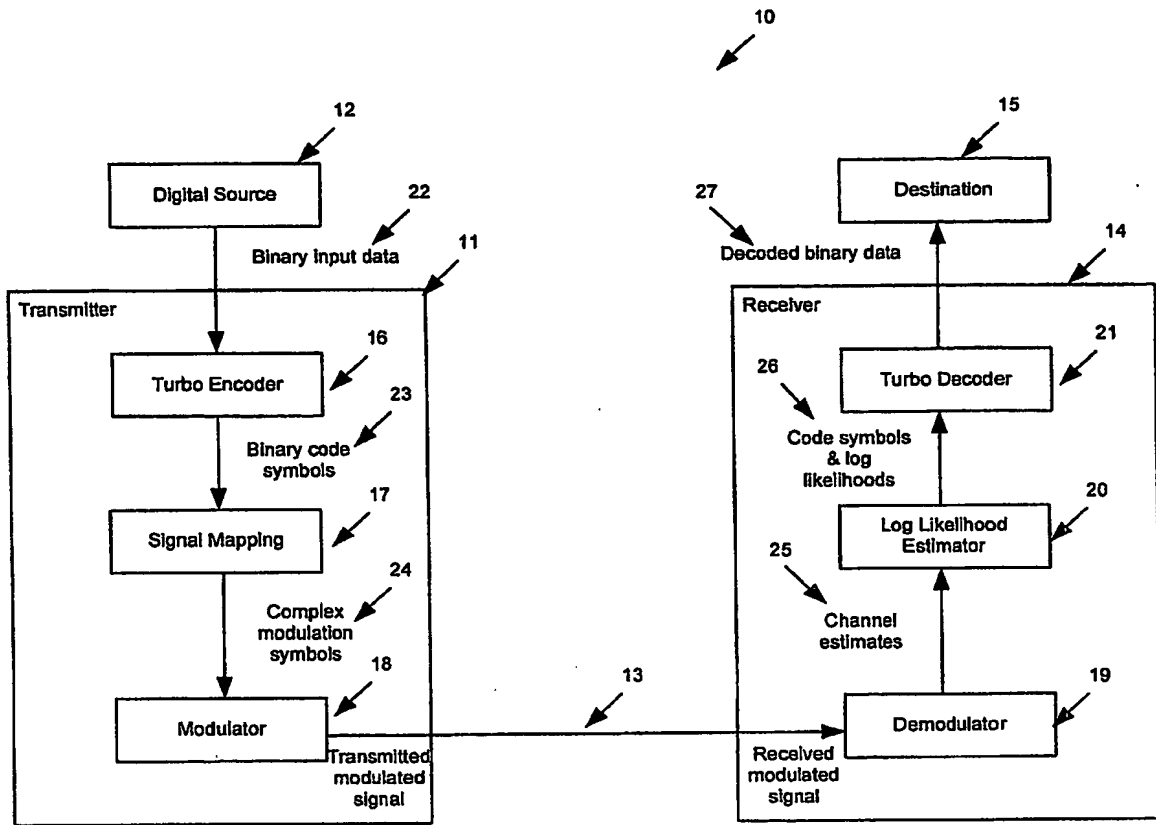 10
12
15
Digital Source
Destination
22
27
Binary input data
Decoded binary data
11
14
Transmitter
Receiver
16
21
Turbo Encoder
Turbo Decoder
23
26
Binary code
symbols
Code symbols
& log
likelihoods
17
20
Signal Mapping
Log Likelihood
Estimator
24
25
Complex
modulation
symbols
Channel
estimates
18
13
19
Modulator
Demodulator
Transmitted
modulated
signal
Received
modulated
signal